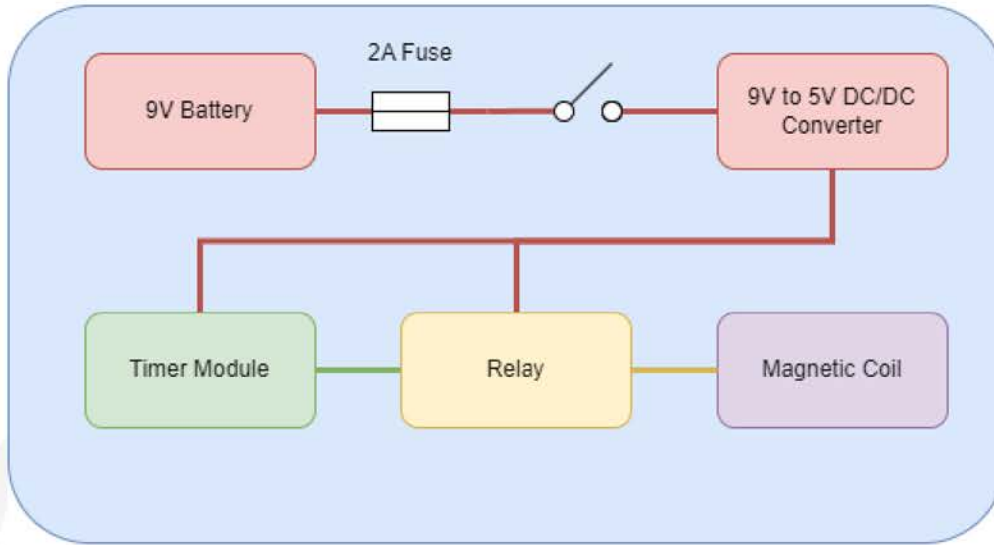 2A Fuse
9V Battery
9V to 5V DC/DC
Converter
Timer Module
Relay
Magnetic Coil